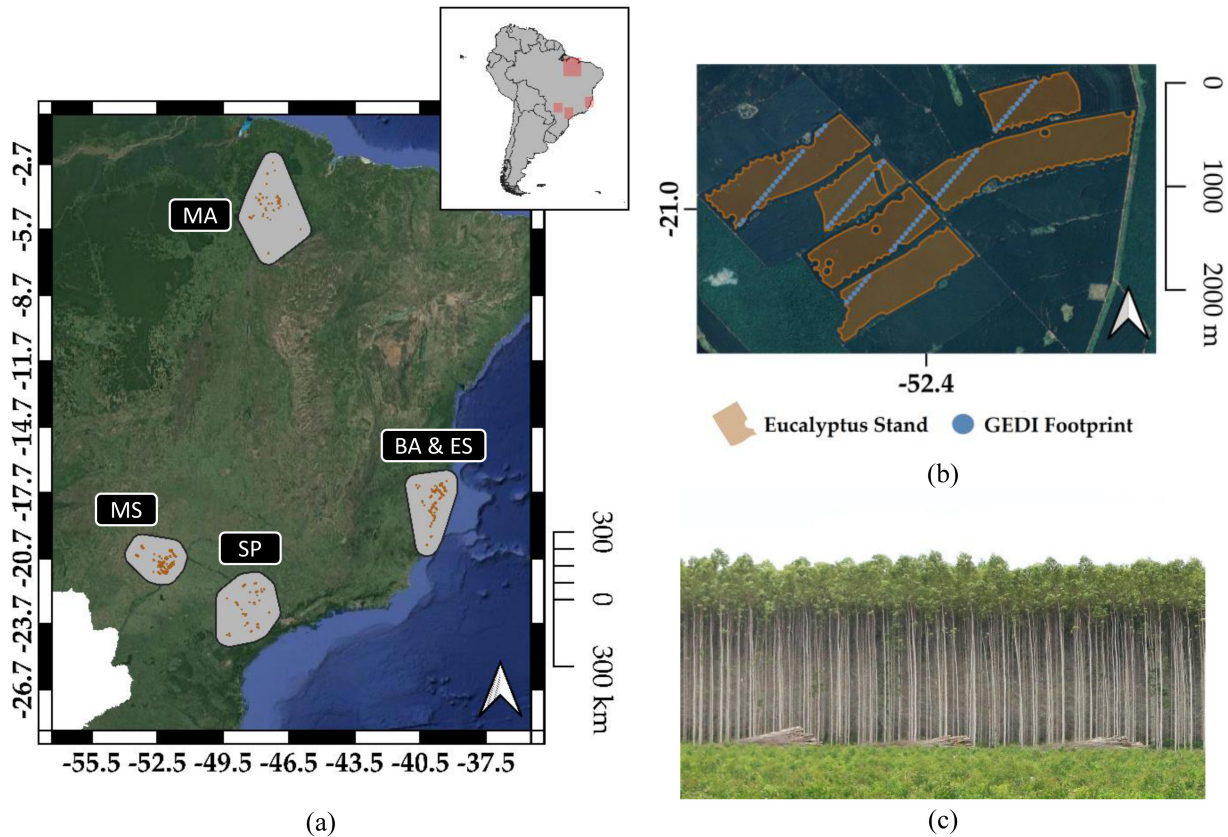 MA
BA & ES
MS
SP
-2.7
-5.7
-8.7
-11.7
-14.7
-17.7
-20.7
-23.7
-26.7
-55.5 -52.5 -49.5 -46.5 -43.5 -40.5 -37.5
300
0
300 km
(a)
-21.0
-52.4
0
1000
2000 m
Eucalyptus Stand
GEDI Footprint
(b)
(c)